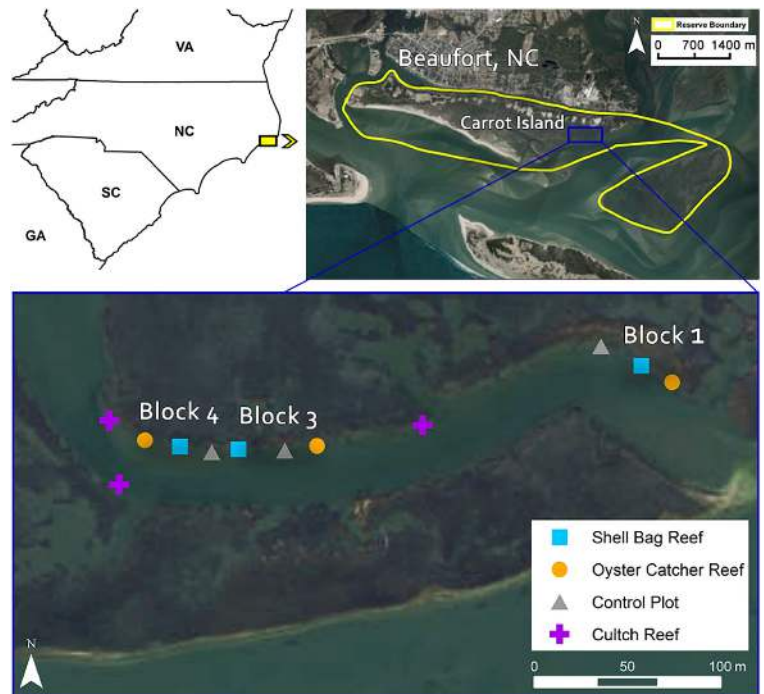 VA
NC
SC
GA
N
Reserve Boundary
0 700 1400 m
Beaufort, NC
Carrot Island
Block 1
Block 4
Block 3
Shell Bag Reef
Oyster Catcher Reef
Control Plot
Cultch Reef
N
0 50 100 m